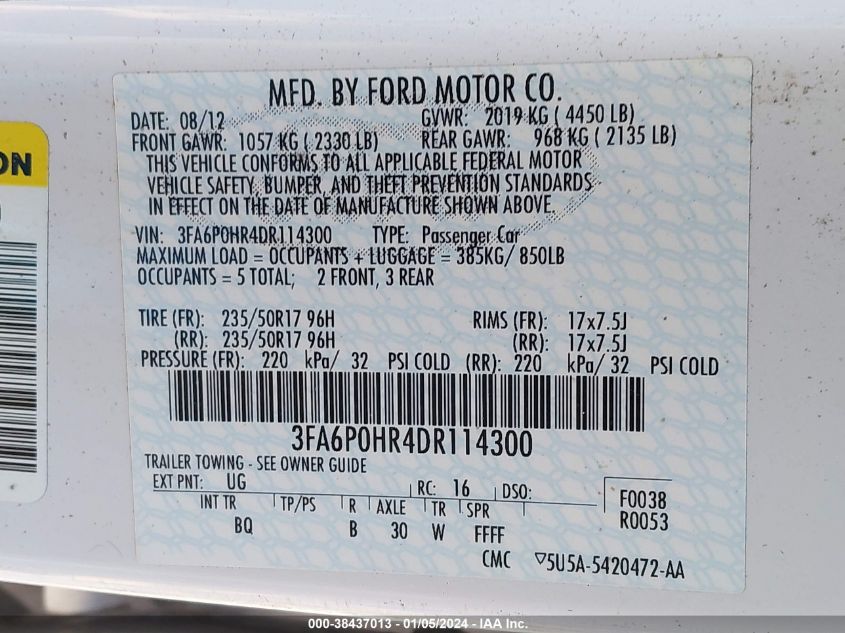 MFD. BY FORD MOTOR CO.
DATE: 08/12 GVWR: 2019 KG ( 4450 LB)
FRONT GAWR: 1057 KG ( 2330 LB) REAR GAWR: 968 KG ( 2135 LB)
THIS VEHICLE CONFORMS TO ALL APPLICABLE FEDERAL MOTOR
VEHICLE SAFETY, BUMPER, AND THEFT PREVENTION STANDARDS
IN EFFECT ON THE DATE OF MANUFACTURE SHOWN ABOVE.
VIN: 3FA6P0HR4DR114300 TYPE: Passenger Car
MAXIMUM LOAD = OCCUPANTS + LUGGAGE = 385KG/ 850LB
OCCUPANTS = 5 TOTAL; 2 FRONT, 3 REAR
TIRE (FR): 235/50R17 96H RIMS (FR): 17x7.5J
(RR): 235/50R17 96H (RR): 17x7.5J
PRESSURE (FR): 220 kPa/ 32 PSI COLD (RR): 220 kPa/ 32 PSI COLD
3FA6P0HR4DR114300
TRAILER TOWING - SEE OWNER GUIDE
EXT PNT: UG RC: 16 DSO: F0038
INT TR TP/PS R AXLE TR SPR R0053
BQ B 30 W FFFF
CMC ▽5U5A-5420472-AA
ON
000-38437013 - 01/05/2024 - IAA Inc.